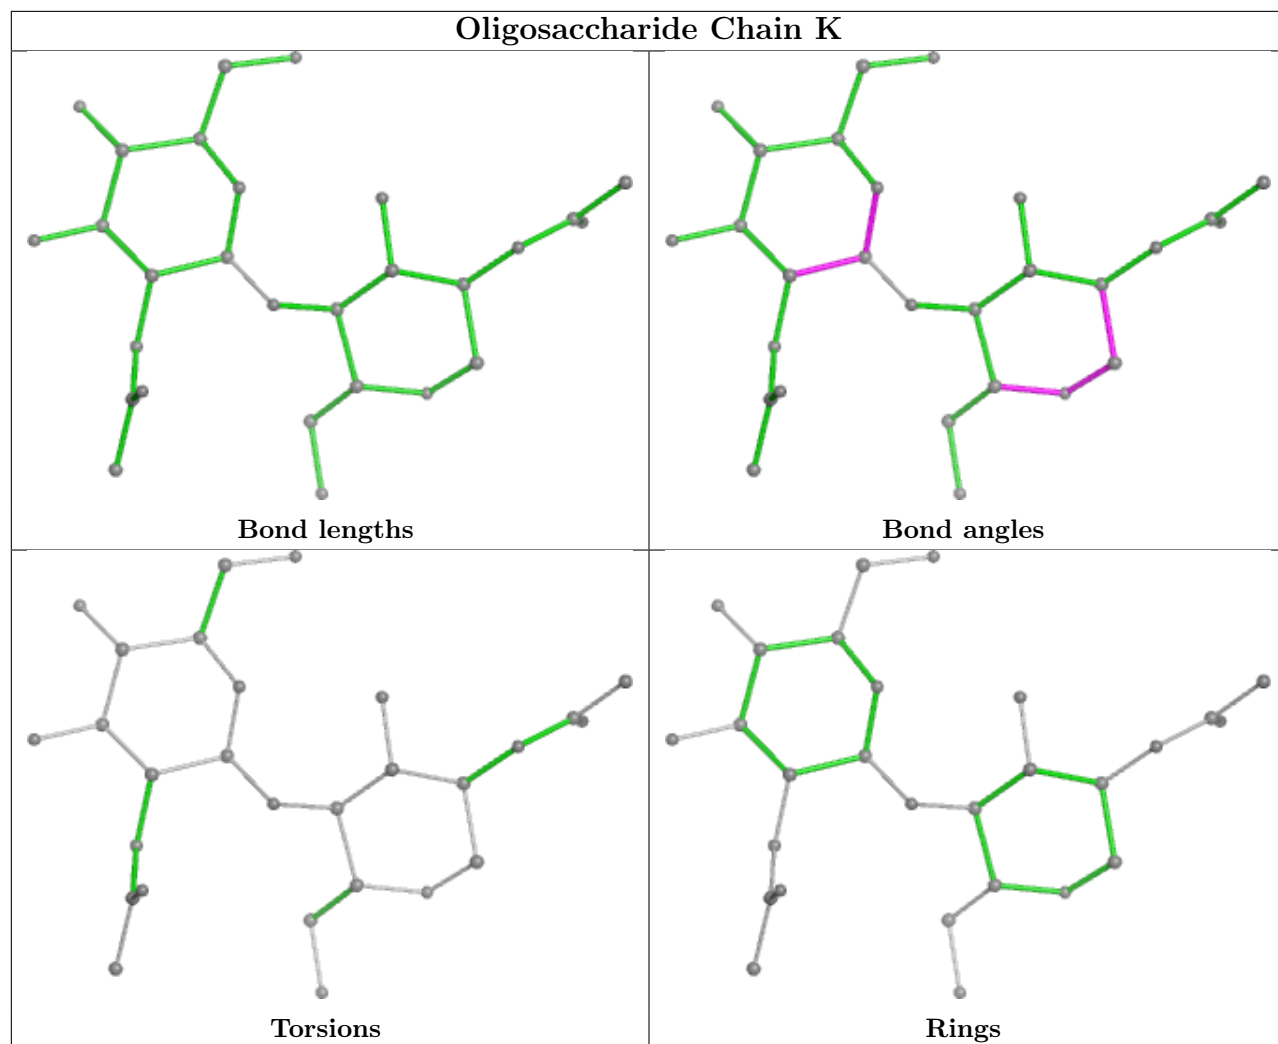 Oligosaccharide Chain K
Bond lengths
Bond angles
Torsions
Rings